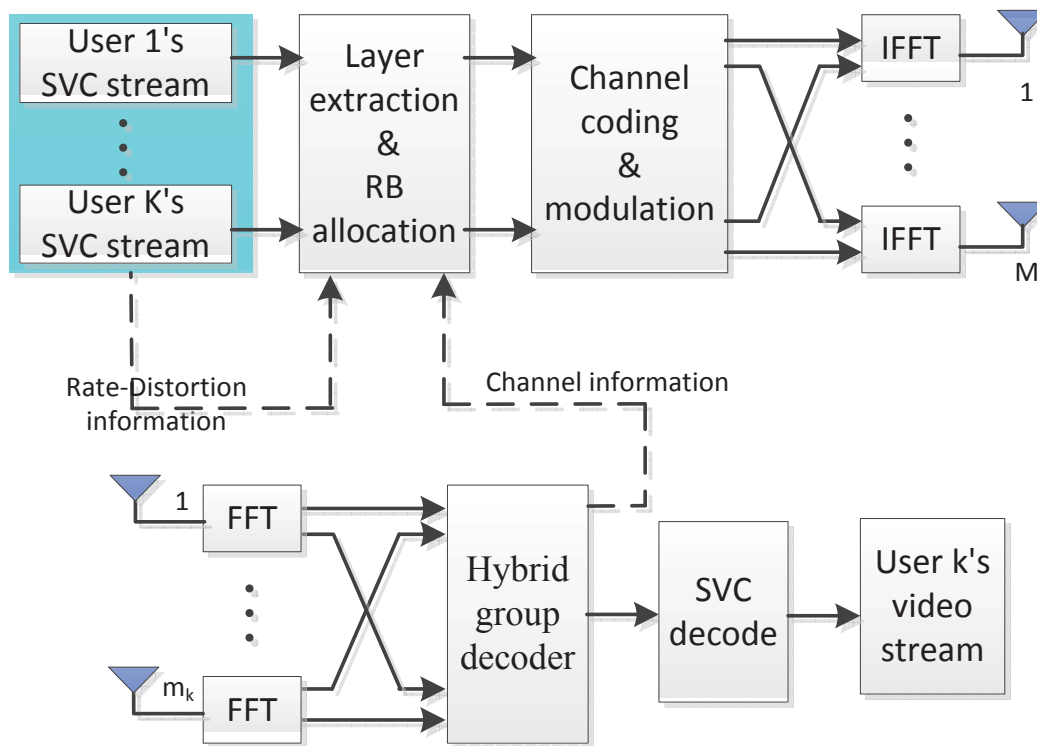 User 1's
SVC stream
User K's
SVC stream
Layer
extraction
&
RB
allocation
Channel
coding
&
modulation
IFFT
1
IFFT
M
Rate-Distortion
information
Channel information
1
FFT
m_k
FFT
Hybrid
group
decoder
SVC
decode
User k's
video
stream